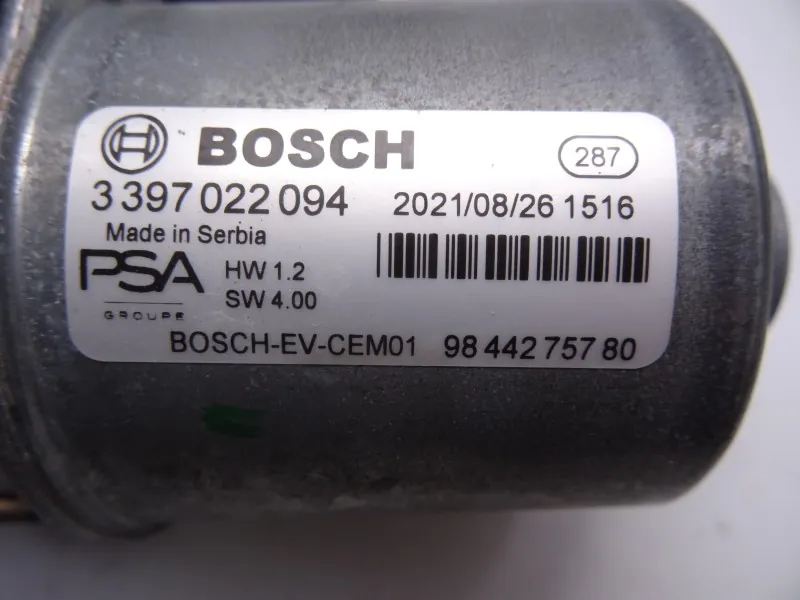 BOSCH 287
3 397 022 094 2021/08/26 1516
Made in Serbia
PSA HW 1.2
GROUPE SW 4.00
BOSCH-EV-CEM01 98 442 757 80